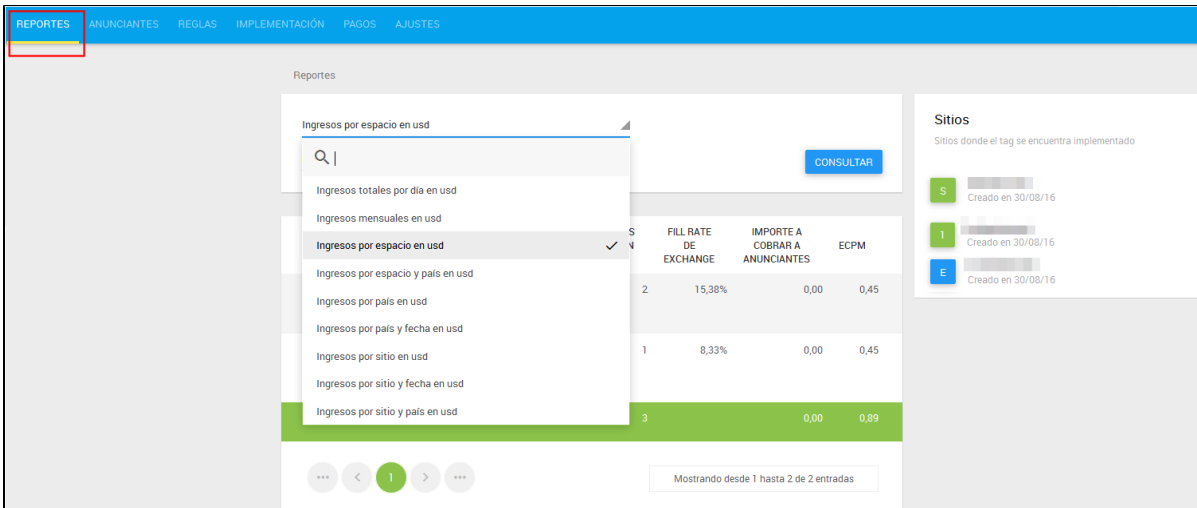 REPORTES ANUNCIANTES REGLAS IMPLEMENTACIÓN PAGOS AJUSTES
Reportes
Ingresos por espacio en usd
Ingresos totales por día en usd
Ingresos mensuales en usd
Ingresos por espacio en usd
Ingresos por espacio y país en usd
Ingresos por país en usd
Ingresos por país y fecha en usd
Ingresos por sitio en usd
Ingresos por sitio y fecha en usd
Ingresos por sitio y país en usd
CONSULTAR
S FILL RATE IMPORTE A
N DE COBRAR A ECPM
EXCHANGE ANUNCIANTES
2 15,38% 0,00 0,45
1 8,33% 0,00 0,45
3 0,00 0,89
1
Mostrando desde 1 hasta 2 de 2 entradas
Sitios
Sitios donde el tag se encuentra implementado
S
Creado en 30/08/16
1
Creado en 30/08/16
E
Creado en 30/08/16